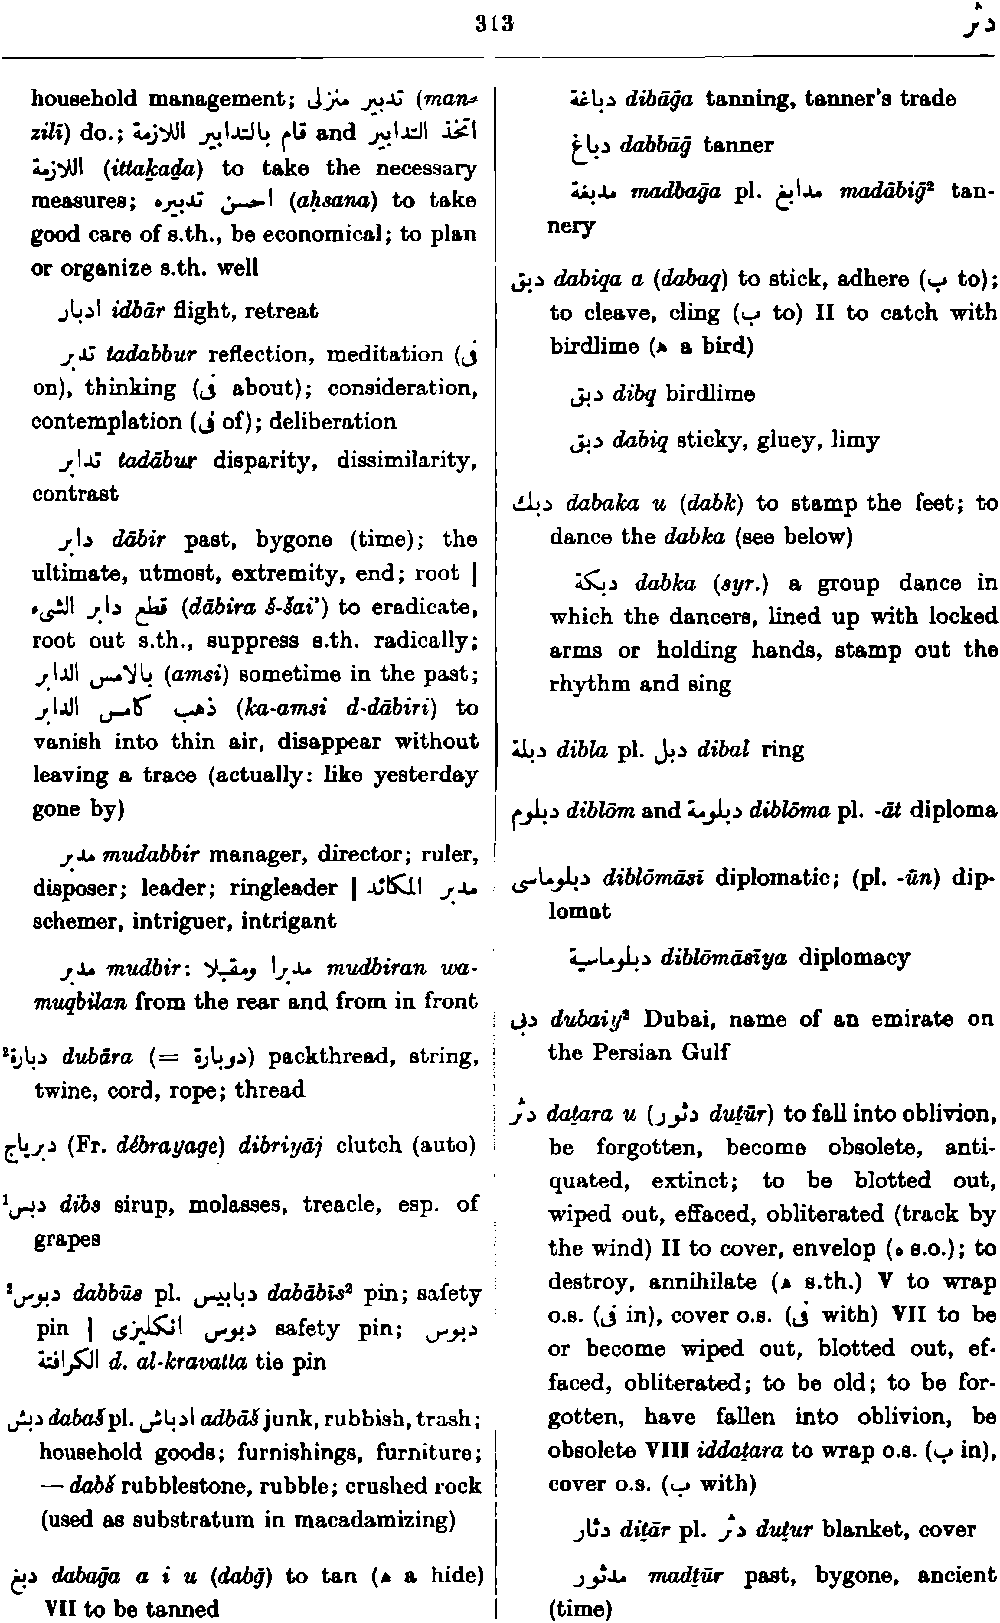 313
دثر
household management; تدبير منزلى (man-
zilī) do.; قام بالتدابير اللازمة and اتخذ التدابير
اللازمة (ittaḵaḏa) to take the necessary
measures; احسن تدبيره (aḥsana) to take
good care of s.th., be economical; to plan
or organize s.th. well
ادبار idbār flight, retreat
تدبر tadabbur reflection, meditation (فى
on), thinking (فى about); consideration,
contemplation (فى of); deliberation
تدابر tadābur disparity, dissimilarity,
contrast
دابر dābir past, bygone (time); the
ultimate, utmost, extremity, end; root |
قطع دابر الشىء (dābira š-šai’) to eradicate,
root out s.th., suppress s.th. radically;
بالامس الدابر (amsi) sometime in the past;
ذهب كامس الدابر (ka-amsi d-dābiri) to
vanish into thin air, disappear without
leaving a trace (actually: like yesterday
gone by)
مدبر mudabbir manager, director; ruler,
disposer; leader; ringleader | مدبر المكائد
schemer, intriguer, intrigant
مدبر mudbir: مدبرا ومقبلا mudbiran wa-
muqbilan from the rear and from in front
²دبارة dubāra (= دوبارة) packthread, string,
twine, cord, rope; thread
دبرياج (Fr. débrayage) dibriyāj clutch (auto)
¹دبس dibs sirup, molasses, treacle, esp. of
grapes
²دبوس dabbūs pl. دبابيس dabābīs² pin; safety
pin | دبوس انكليزى safety pin; دبوس
الكرافتة d. al-kravatta tie pin
دبش dabaš pl. ادباش adbāš junk, rubbish, trash;
household goods; furnishings, furniture;
— dabš rubblestone, rubble; crushed rock
(used as substratum in macadamizing)
دبغ dabaḡa a i u (dabḡ) to tan (ه a hide)
VII to be tanned
دباغة dibāḡa tanning, tanner's trade
دباغ dabbāḡ tanner
مدبغة madbaḡa pl. مدابغ madābiḡ² tan-
nery
دبق dabiqa a (dabaq) to stick, adhere (ب to);
to cleave, cling (ب to) II to catch with
birdlime (ه a bird)
دبق dibq birdlime
دبق dabiq sticky, gluey, limy
دبك dabaka u (dabk) to stamp the feet; to
dance the dabka (see below)
دبكة dabka (syr.) a group dance in
which the dancers, lined up with locked
arms or holding hands, stamp out the
rhythm and sing
دبلة dibla pl. دبل dibal ring
دبلوم diblōm and دبلومة diblōma pl. -āt diploma
دبلوماسى diblōmāsī diplomatic; (pl. -ūn) dip-
lomat
دبلوماسية diblōmāsīya diplomacy
دبى dubaiy² Dubai, name of an emirate on
the Persian Gulf
دثر daṯara u (دثور duṯūr) to fall into oblivion,
be forgotten, become obsolete, anti-
quated, extinct; to be blotted out,
wiped out, effaced, obliterated (track by
the wind) II to cover, envelop (ه s.o.); to
destroy, annihilate (ه s.th.) V to wrap
o.s. (فى in), cover o.s. (فى with) VII to be
or become wiped out, blotted out, ef-
faced, obliterated; to be old; to be for-
gotten, have fallen into oblivion, be
obsolete VIII iddaṯara to wrap o.s. (ب in),
cover o.s. (ب with)
دثار diṯār pl. دثر duṯur blanket, cover
مدثور madṯūr past, bygone, ancient
(time)